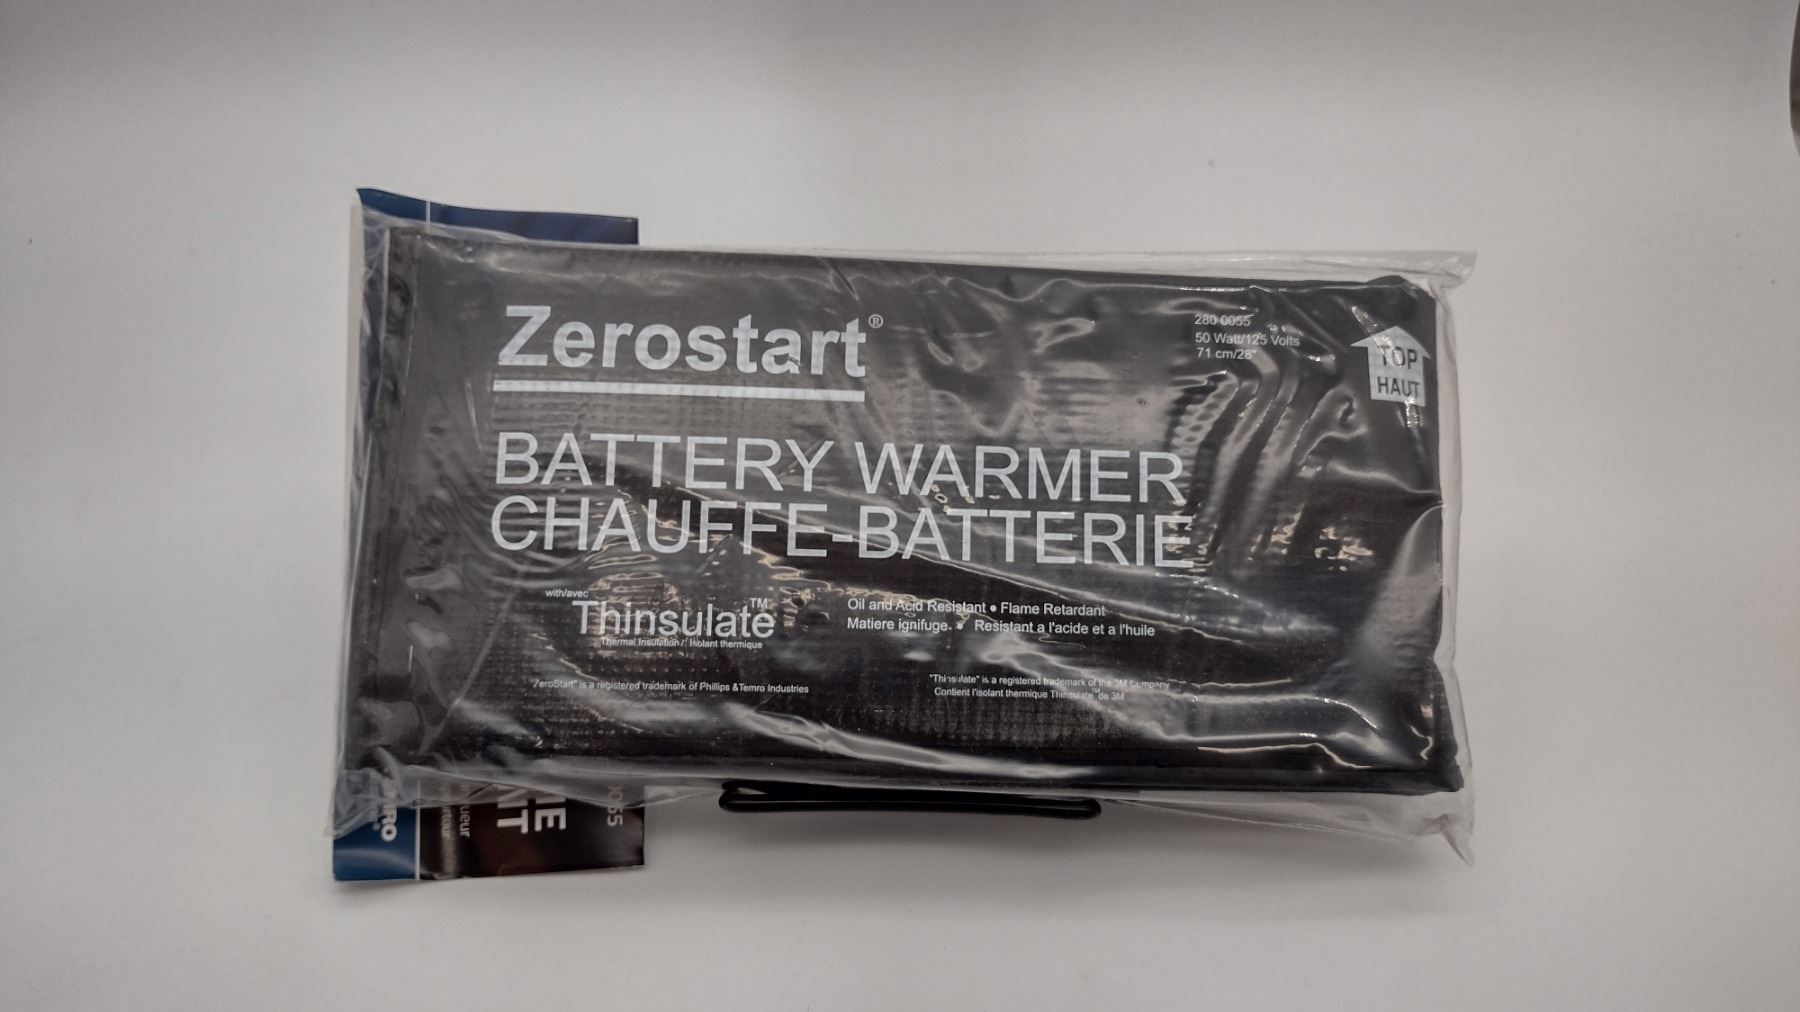 Zerostart®
280 0055
50 Watt/125 Volts
71 cm/28"
TOP
HAUT
BATTERY WARMER
CHAUFFE-BATTERIE
with/avec
Thinsulate™
Thermal Insulation / Isolant thermique
Oil and Acid Resistant • Flame Retardant
Matiere ignifuge • Resistant a l'acide et a l'huile
"ZeroStart" is a registered trademark of Phillips & Temro Industries
"Thinsulate" is a registered trademark of the 3M Company
Contient l'isolant thermique Thinsulate™ de 3M